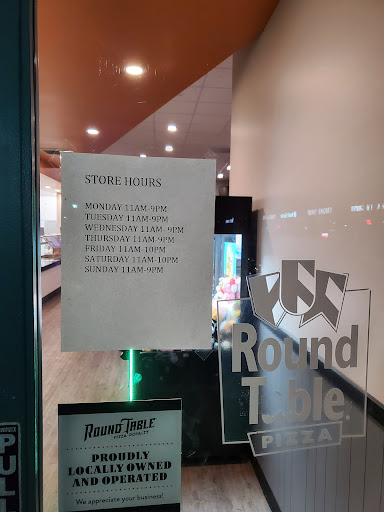 STORE HOURS
MONDAY 11AM-9PM
TUESDAY 11AM-9PM
WEDNESDAY 11AM- 9PM
THURSDAY 11AM-9PM
FRIDAY 11AM-10PM
SATURDAY 11AM-10PM
SUNDAY 11AM-9PM
Round
Table
PIZZA
ROUND TABLE
PIZZA ROYALTY
PROUDLY
LOCALLY OWNED
AND OPERATED
We appreciate your business!
PULL